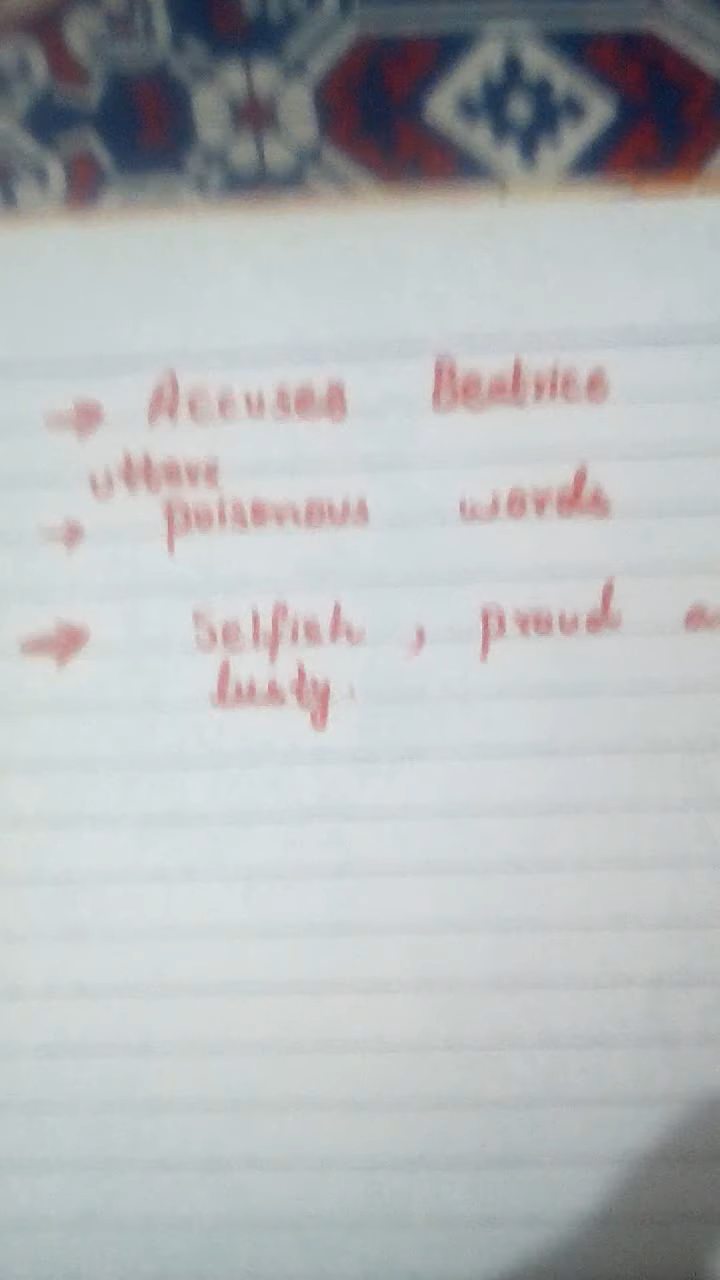 → Accuses Beatrice
utters
→ poisonous words
→ Selfish, proud
lusty.